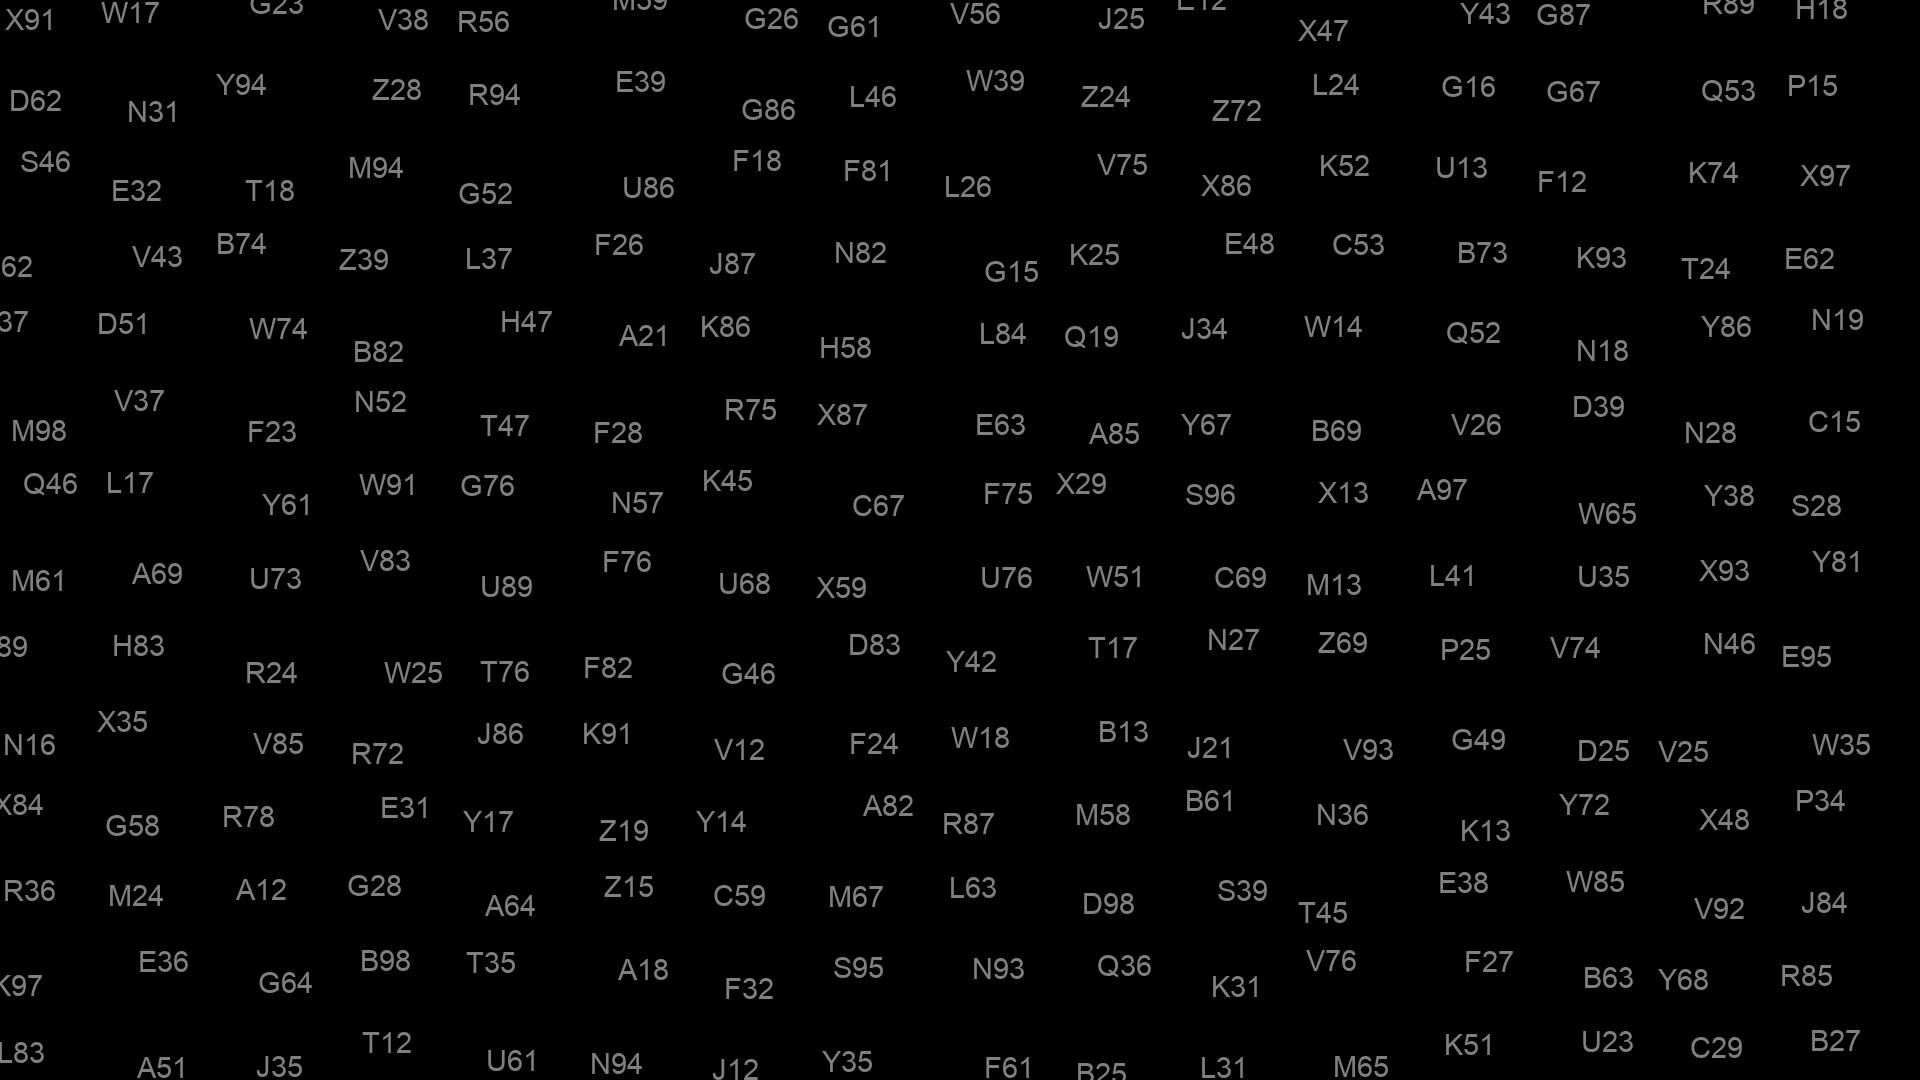 X91 W17 G23 V38 R56 M59 G26 G61 V56 J25 E12 X47 Y43 G87 R89 H18
D62 N31 Y94 Z28 R94 E39 G86 L46 W39 Z24 Z72 L24 G16 G67 Q53 P15
S46 E32 T18 M94 G52 U86 F18 F81 L26 V75 X86 K52 U13 F12 K74 X97
62 V43 B74 Z39 L37 F26 J87 N82 G15 K25 E48 C53 B73 K93 T24 E62
37 D51 W74 B82 H47 A21 K86 H58 L84 Q19 J34 W14 Q52 N18 Y86 N19
M98 V37 F23 N52 T47 F28 R75 X87 E63 A85 Y67 B69 V26 D39 N28 C15
Q46 L17 Y61 W91 G76 N57 K45 C67 F75 X29 S96 X13 A97 W65 Y38 S28
M61 A69 U73 V83 U89 F76 U68 X59 U76 W51 C69 M13 L41 U35 X93 Y81
89 H83 R24 W25 T76 F82 G46 D83 Y42 T17 N27 Z69 P25 V74 N46 E95
N16 X35 V85 R72 J86 K91 V12 F24 W18 B13 J21 V93 G49 D25 V25 W35
X84 G58 R78 E31 Y17 Z19 Y14 A82 R87 M58 B61 N36 K13 Y72 X48 P34
R36 M24 A12 G28 A64 Z15 C59 M67 L63 D98 S39 T45 E38 W85 V92 J84
K97 E36 G64 B98 T35 A18 F32 S95 N93 Q36 K31 V76 F27 B63 Y68 R85
L83 A51 J35 T12 U61 N94 J12 Y35 F61 B25 L31 M65 K51 U23 C29 B27